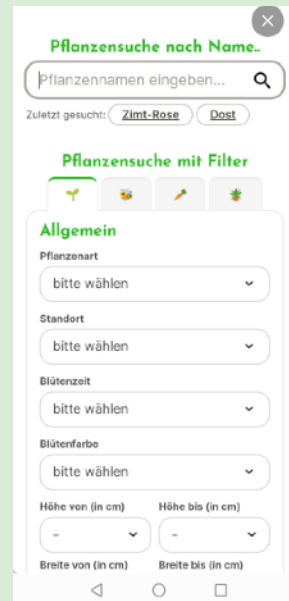 Pflanzensuche nach Name..
Pflanzennamen eingeben...
Zuletzt gesucht: Zimt-Rose Dost
Pflanzensuche mit Filter
Allgemein
Pflanzenart
bitte wählen
Standort
bitte wählen
Blütenzeit
bitte wählen
Blütenfarbe
bitte wählen
Höhe von (in cm) Höhe bis (in cm)
- -
Breite von (in cm) Breite bis (in cm)